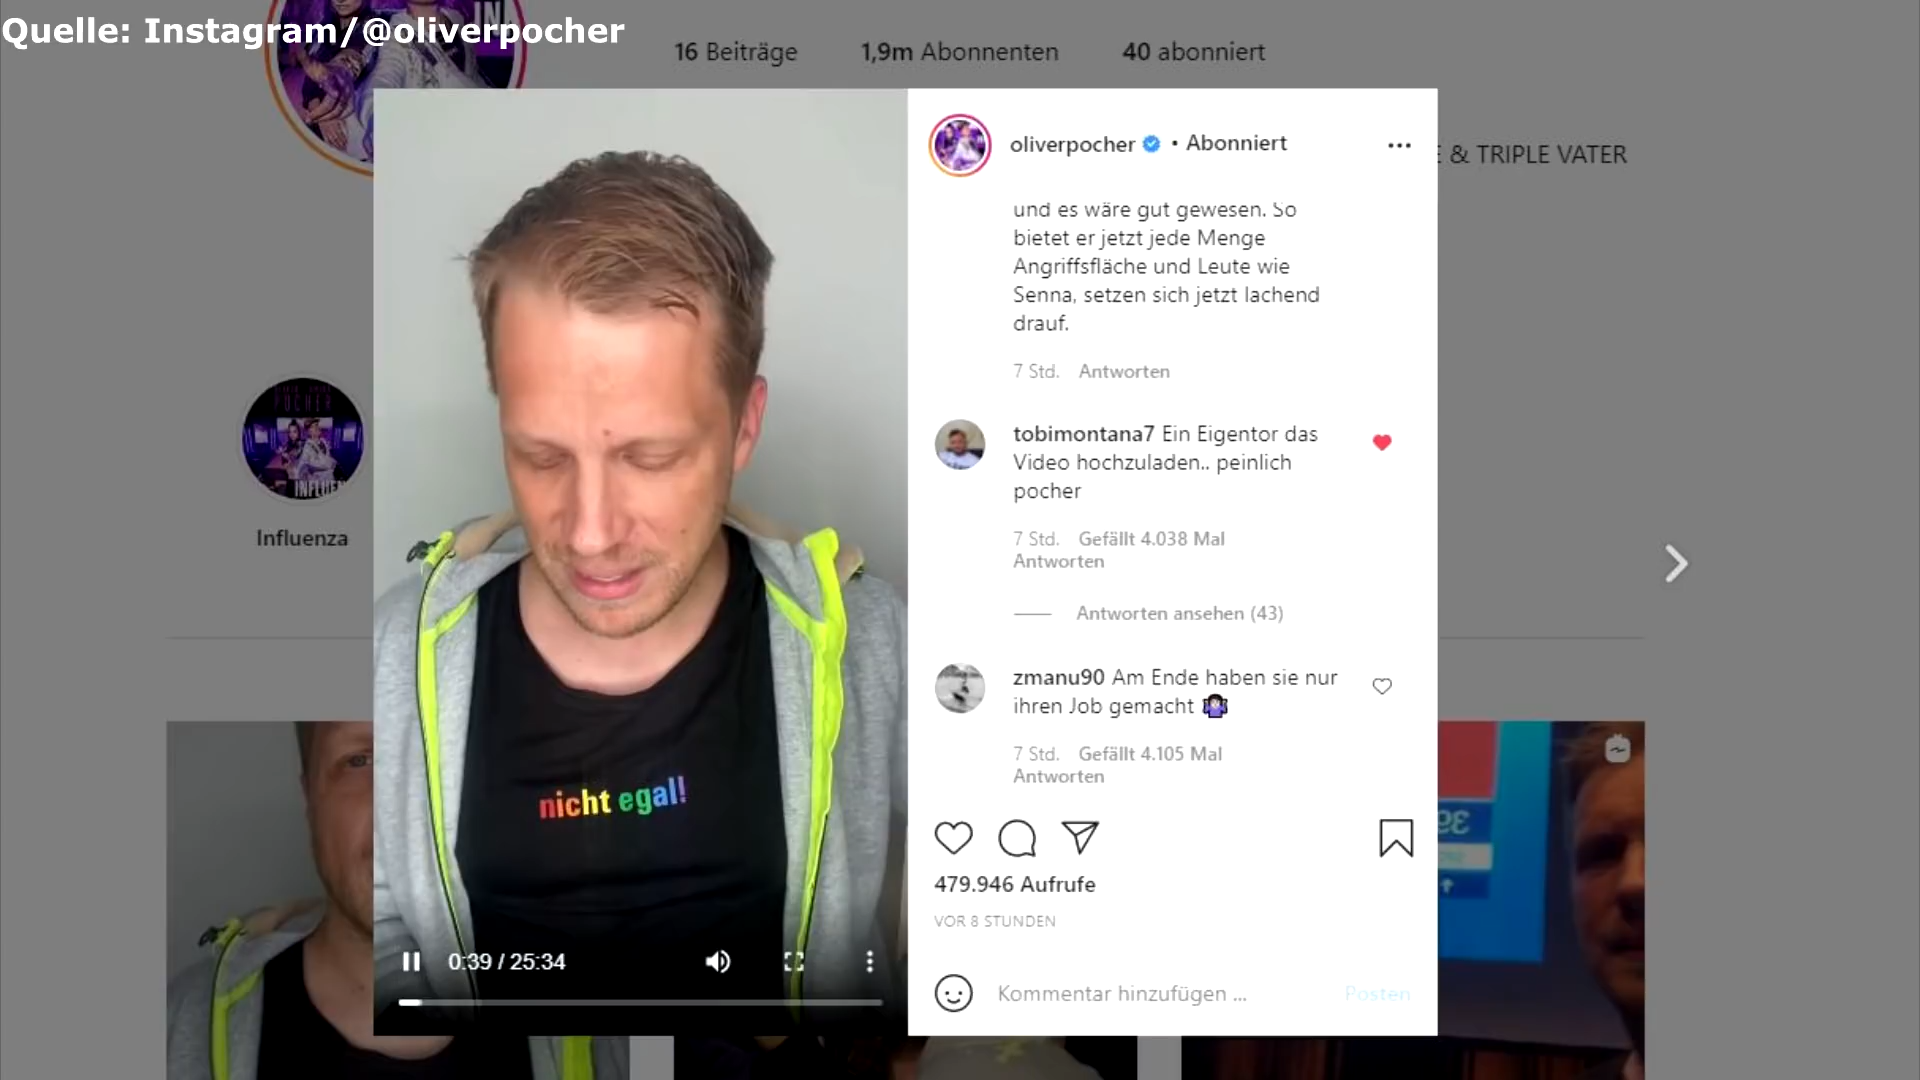 Quelle: Instagram/@oliverpocher
16 Beiträge 1,9m Abonnenten 40 abonniert
oliverpocher • Abonniert
& TRIPLE VATER
und es wäre gut gewesen. So
bietet er jetzt jede Menge
Angriffsfläche und Leute wie
Senna, setzen sich jetzt lachend
drauf.
7 Std. Antworten
tobimontana7 Ein Eigentor das
Video hochzuladen.. peinlich
pocher
7 Std. Gefällt 4.038 Mal
Antworten
Antworten ansehen (43)
zmanu90 Am Ende haben sie nur
ihren Job gemacht 🤷🏻‍♀️
7 Std. Gefällt 4.105 Mal
Antworten
479.946 Aufrufe
VOR 8 STUNDEN
Kommentar hinzufügen ... Posten
POCHER
INFLUE
Influenza
nicht egal!
0:39 / 25:34
IN